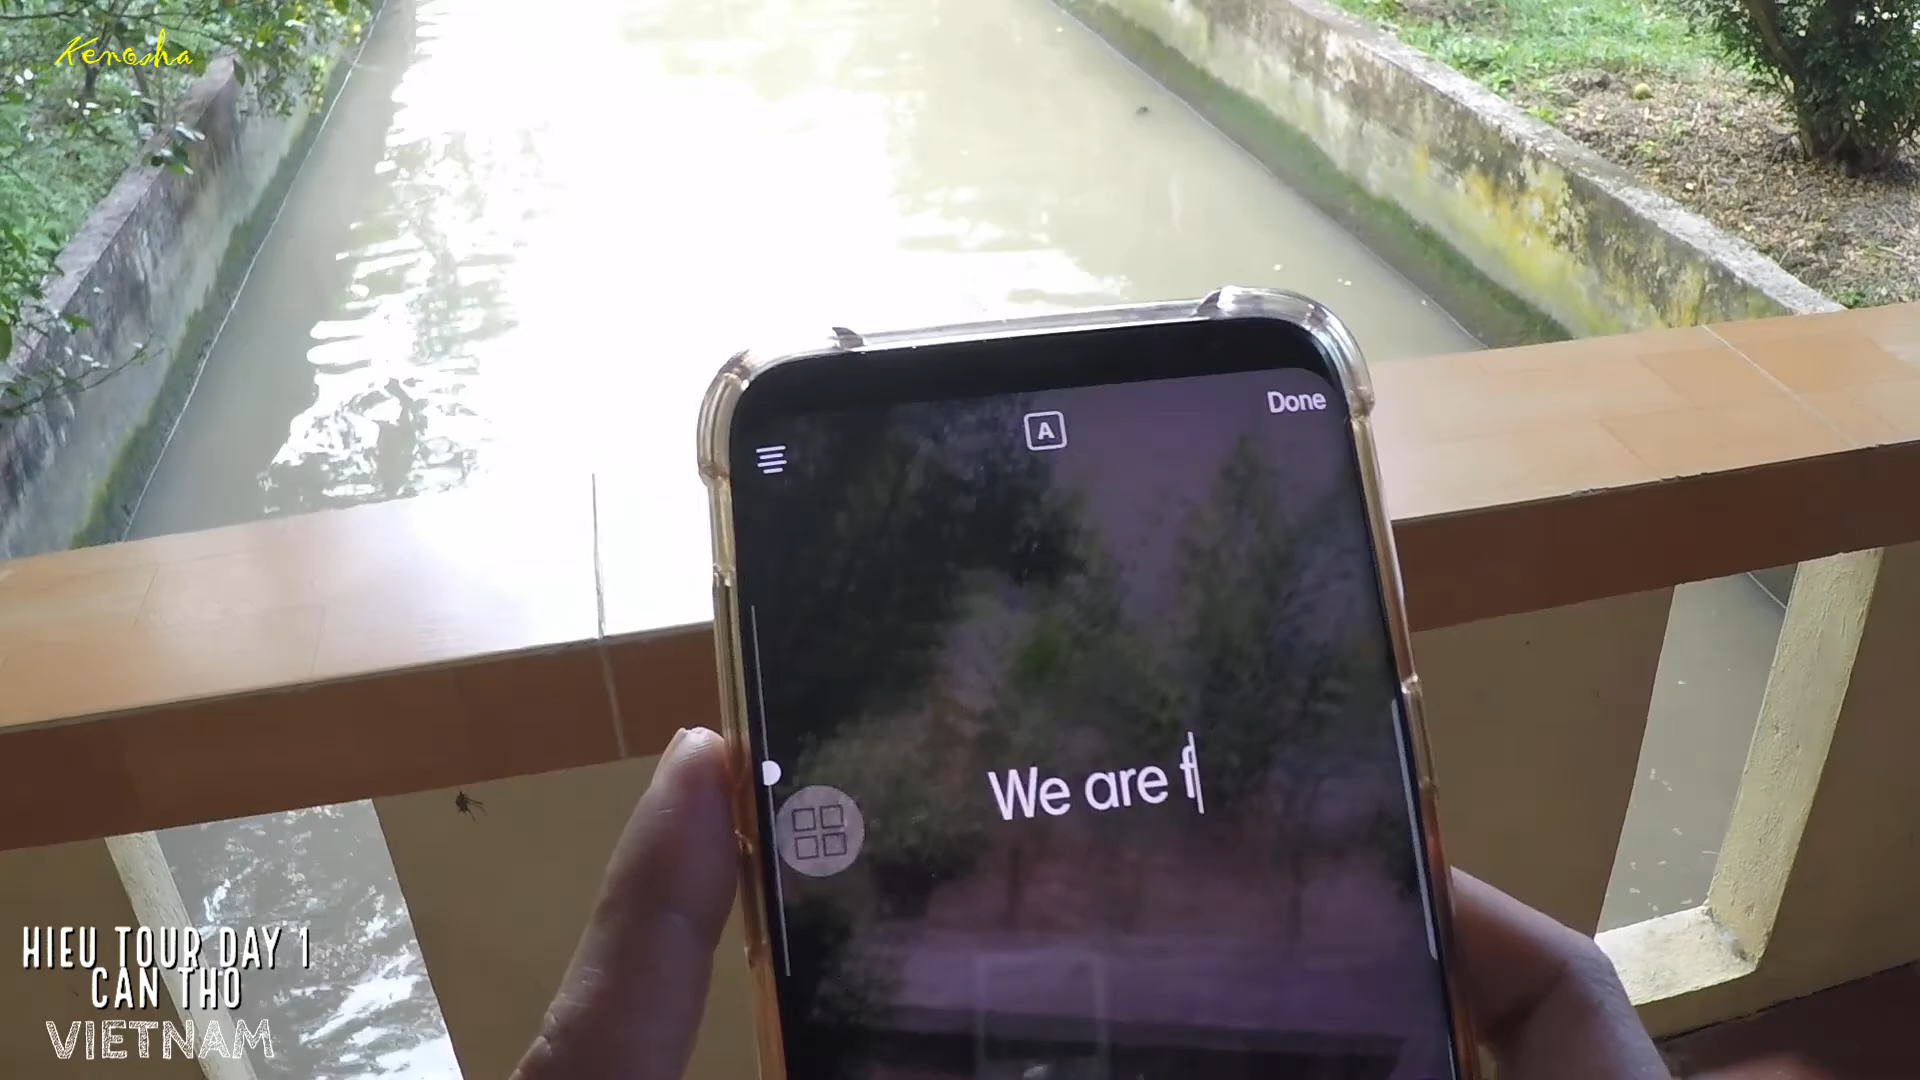 Kenosha
Done
A
We are f
HIEU TOUR DAY 1
CAN THO
VIETNAM